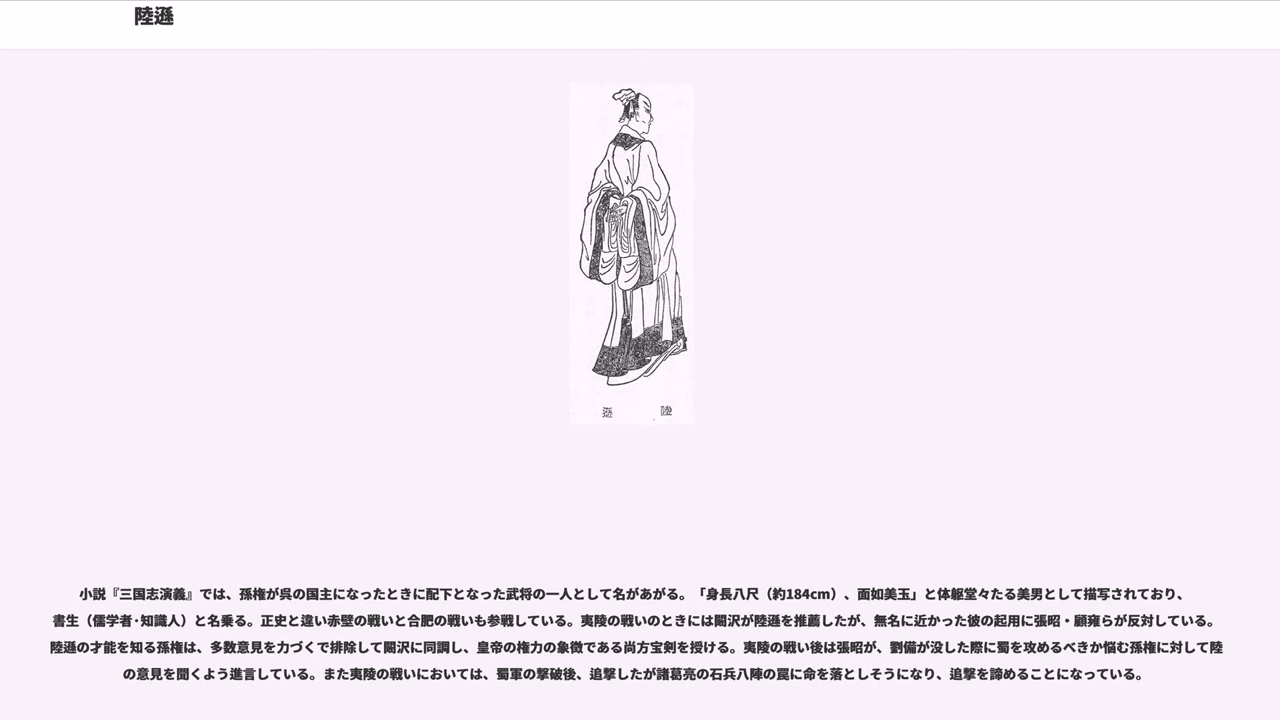 陸遜
遜 陸
小説『三国志演義』では、孫権が呉の国主になったときに配下となった武将の一人として名があがる。「身長八尺（約184cm）、面如美玉」と体躯堂々たる美男として描写されており、
書生（儒学者･知識人）と名乗る。正史と違い赤壁の戦いと合肥の戦いも参戦している。夷陵の戦いのときには闞沢が陸遜を推薦したが、無名に近かった彼の起用に張昭・顧雍らが反対している。
陸遜の才能を知る孫権は、多数意見を力づくで排除して闞沢に同調し、皇帝の権力の象徴である尚方宝剣を授ける。夷陵の戦い後は張昭が、劉備が没した際に蜀を攻めるべきか悩む孫権に対して陸
の意見を聞くよう進言している。また夷陵の戦いにおいては、蜀軍の撃破後、追撃したが諸葛亮の石兵八陣の罠に命を落としそうになり、追撃を諦めることになっている。